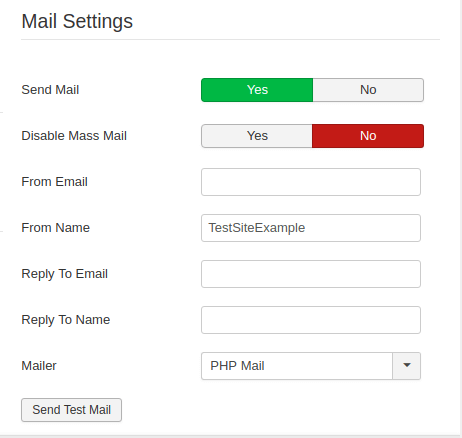 Mail Settings
Send Mail Yes No
Disable Mass Mail Yes No
From Email
From Name TestSiteExample
Reply To Email
Reply To Name
Mailer PHP Mail
Send Test Mail